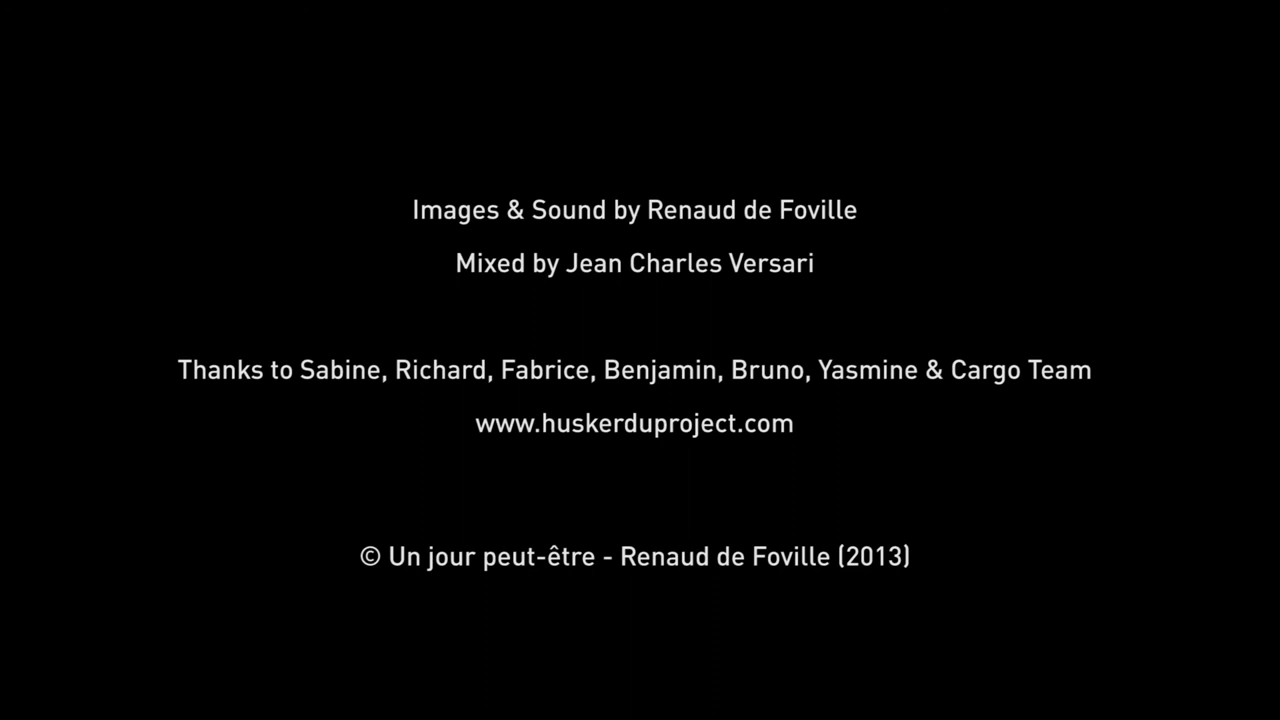 Images & Sound by Renaud de Foville
Mixed by Jean Charles Versari
Thanks to Sabine, Richard, Fabrice, Benjamin, Bruno, Yasmine & Cargo Team
www.huskerduproject.com
© Un jour peut-être - Renaud de Foville (2013)